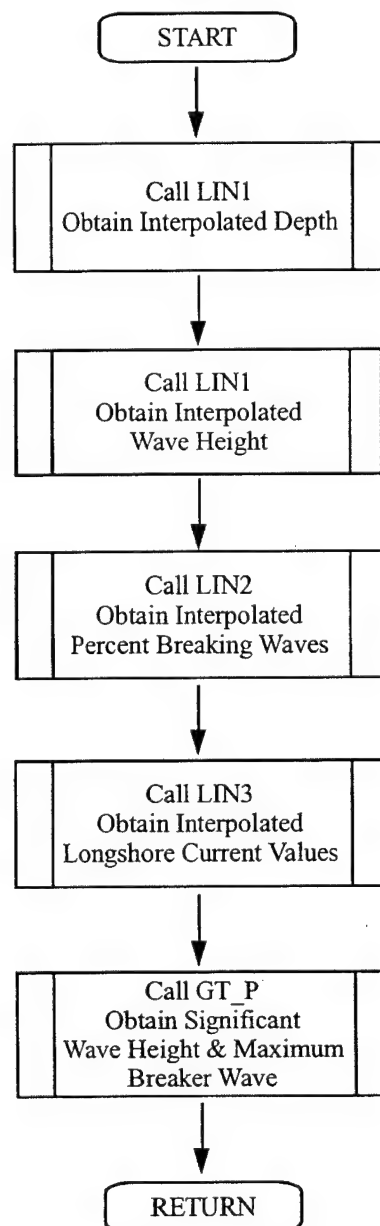 START
Call LIN1
Obtain Interpolated Depth
Call LIN1
Obtain Interpolated
Wave Height
Call LIN2
Obtain Interpolated
Percent Breaking Waves
Call LIN3
Obtain Interpolated
Longshore Current Values
Call GT_P
Obtain Significant
Wave Height & Maximum
Breaker Wave
RETURN